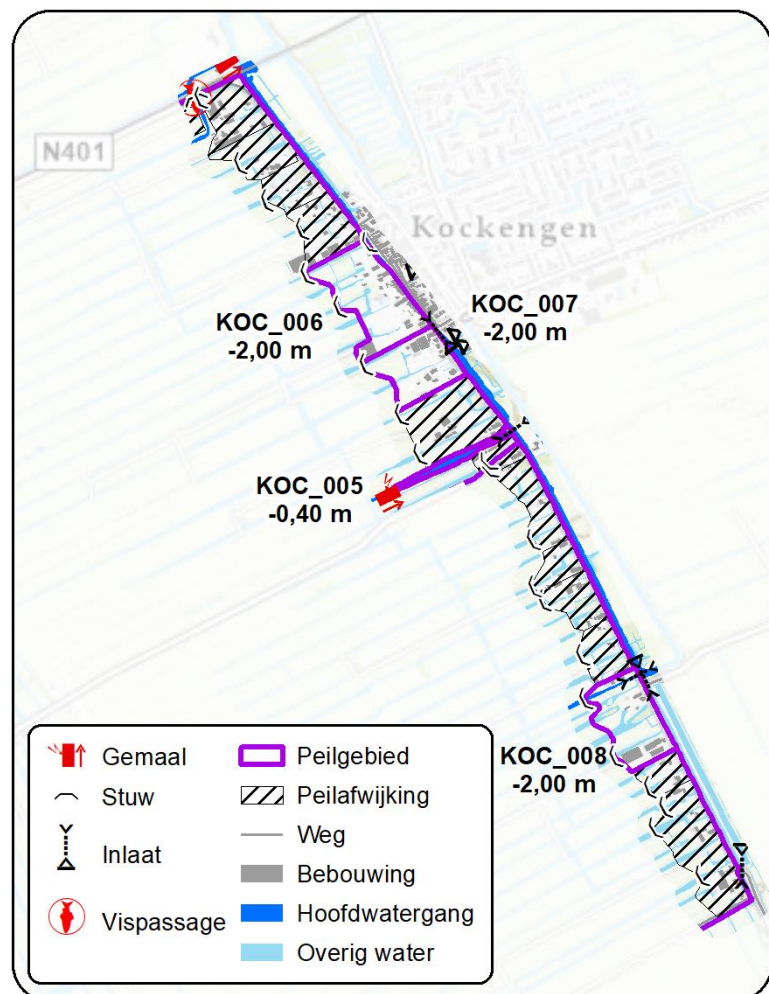 N401
Kockengen
KOC_007
-2,00 m
KOC_006
-2,00 m
KOC_005
-0,40 m
KOC_008
-2,00 m
Gemaal
Stuw
Inlaat
Vispassage
Peilgebied
Peilafwijking
Weg
Bebouwing
Hoofdwatergang
Overig water